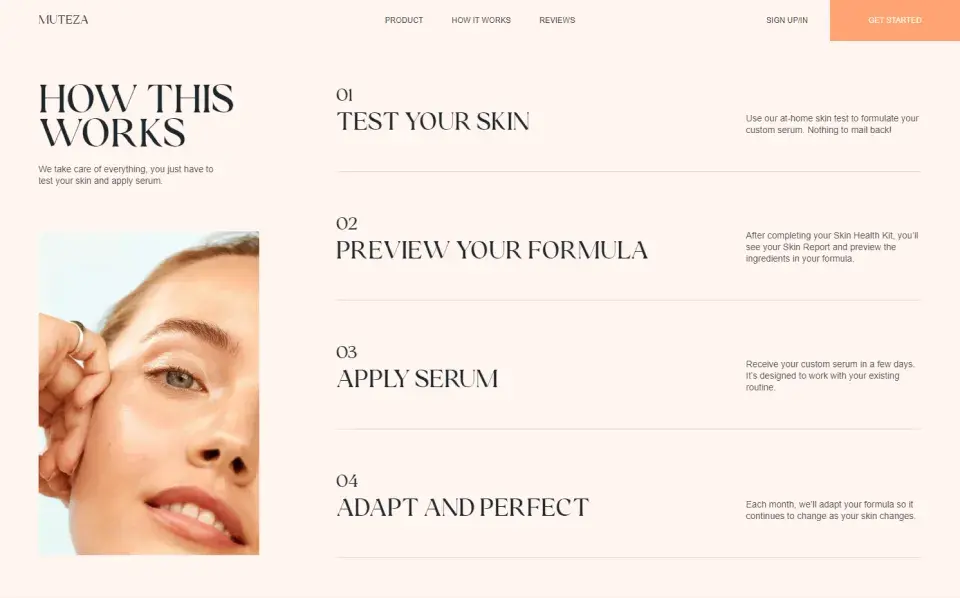 MUTEZA
PRODUCT
HOW IT WORKS
REVIEWS
SIGN UP/IN
GET STARTED
HOW THIS
WORKS
We take care of everything, you just have to
test your skin and apply serum.
01
TEST YOUR SKIN
Use our at-home skin test to formulate your
custom serum. Nothing to mail back!
02
PREVIEW YOUR FORMULA
After completing your Skin Health Kit, you'll
see your Skin Report and preview the
ingredients in your formula.
03
APPLY SERUM
Receive your custom serum in a few days.
It's designed to work with your existing
routine.
04
ADAPT AND PERFECT
Each month, we'll adapt your formula so it
continues to change as your skin changes.